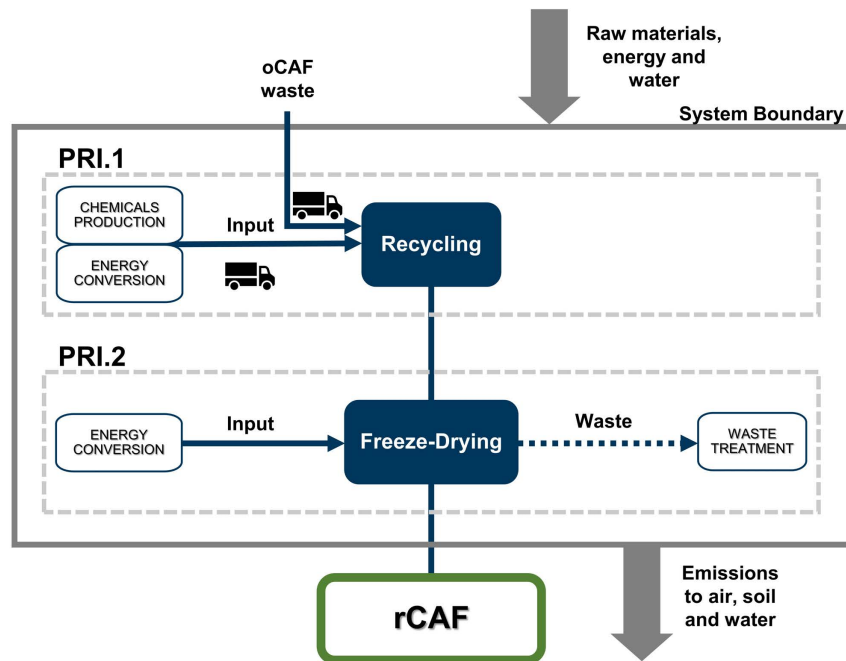 Raw materials,
energy and
water
oCAF
waste
System Boundary
PRI.1
CHEMICALS
PRODUCTION
Input
ENERGY
CONVERSION
Recycling
PRI.2
ENERGY
CONVERSION
Input
Freeze-Drying
Waste
WASTE
TREATMENT
rCAF
Emissions
to air, soil
and water